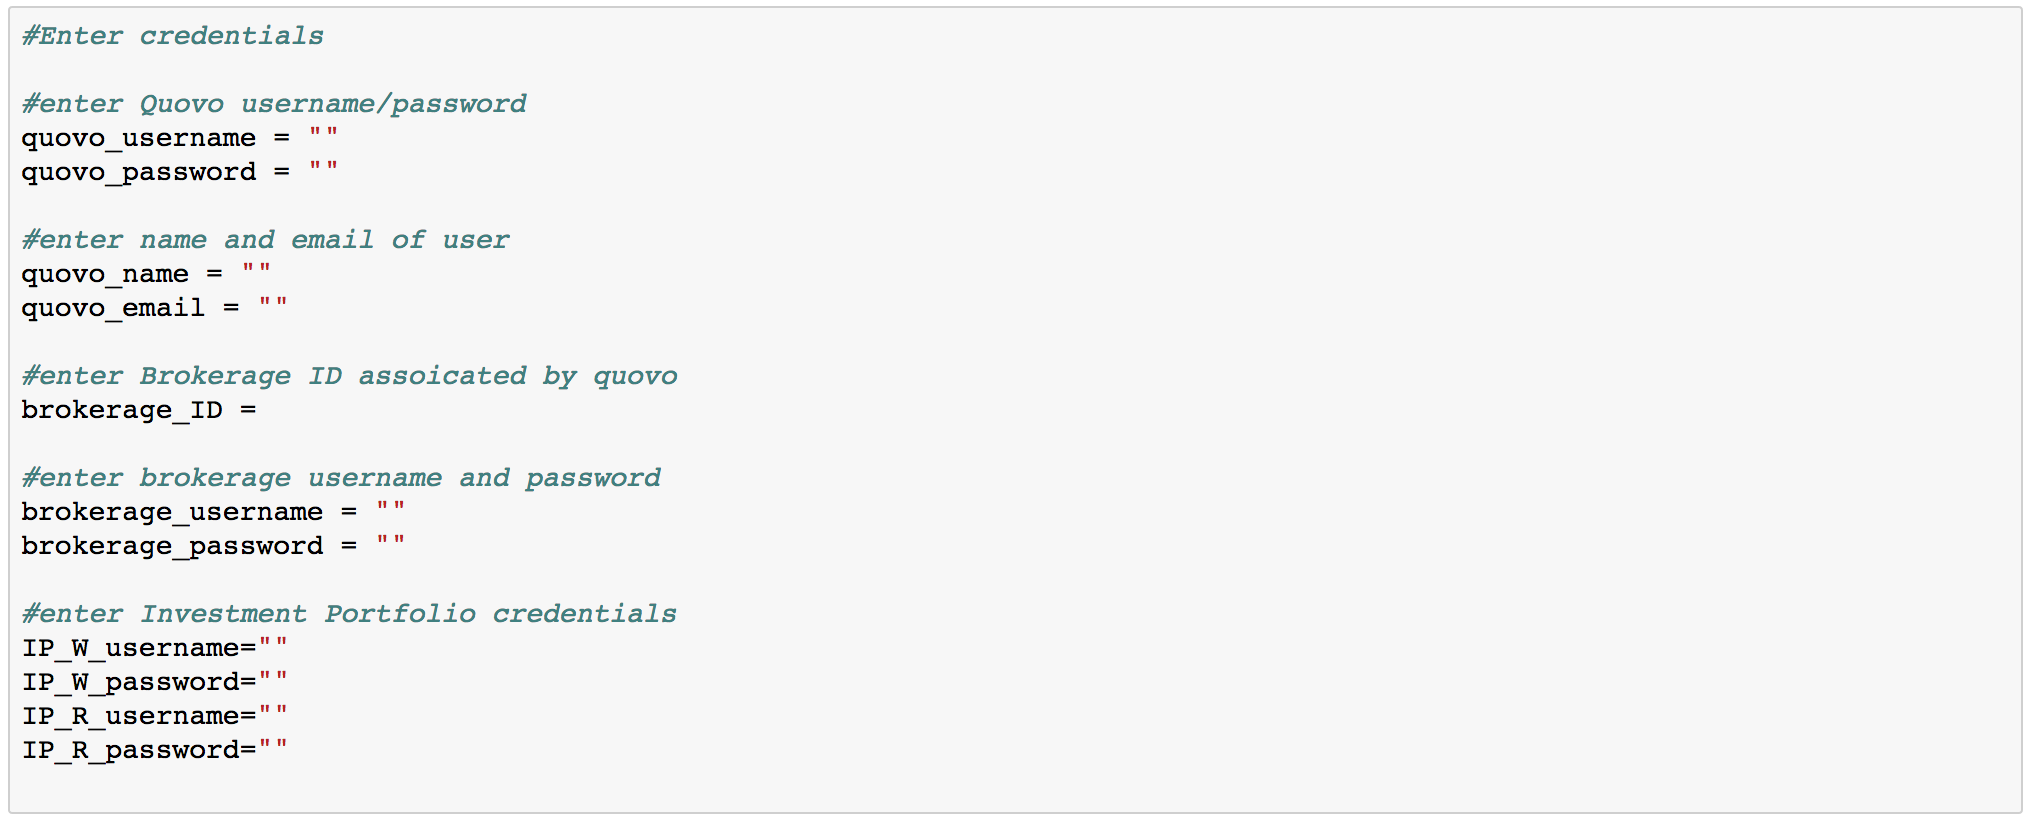 #Enter credentials
#enter Quovo username/password
quovo_username = ""
quovo_password = ""
#enter name and email of user
quovo_name = ""
quovo_email = ""
#enter Brokerage ID assoicated by quovo
brokerage_ID =
#enter brokerage username and password
brokerage_username = ""
brokerage_password = ""
#enter Investment Portfolio credentials
IP_W_username=""
IP_W_password=""
IP_R_username=""
IP_R_password=""